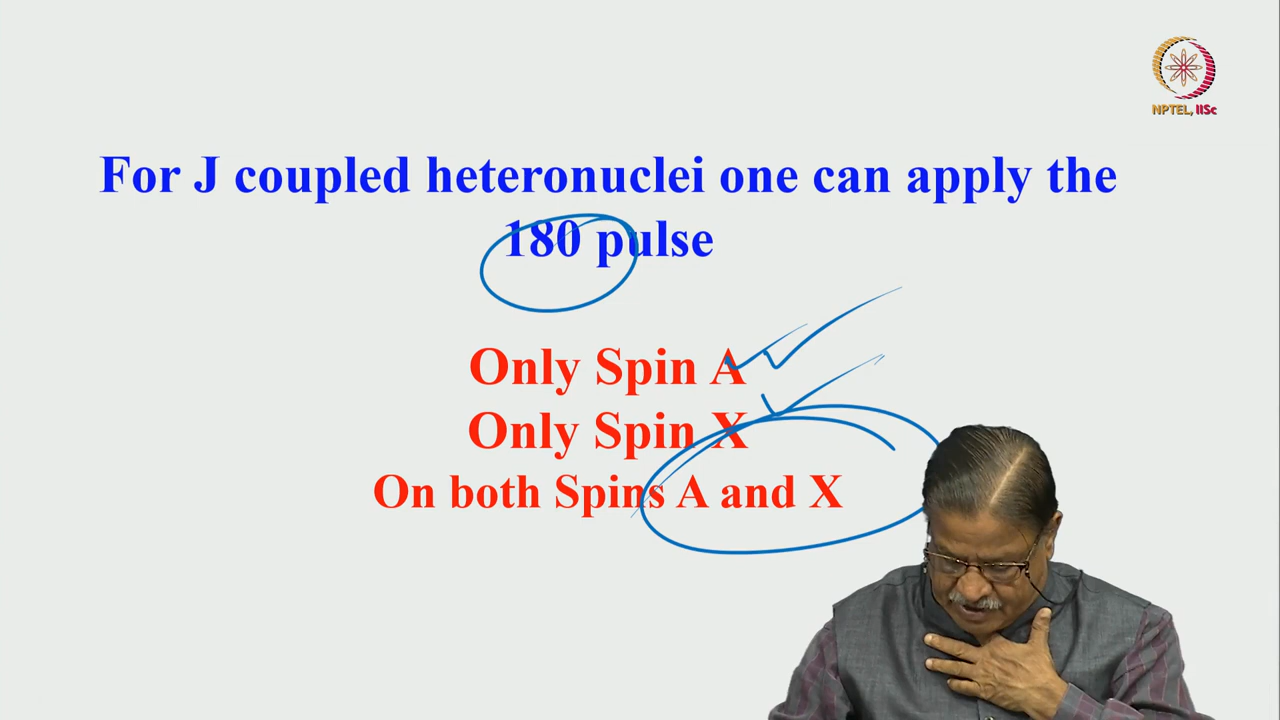 NPTEL, IISc
For J coupled heteronuclei one can apply the
180 pulse
Only Spin A
Only Spin X
On both Spins A and X